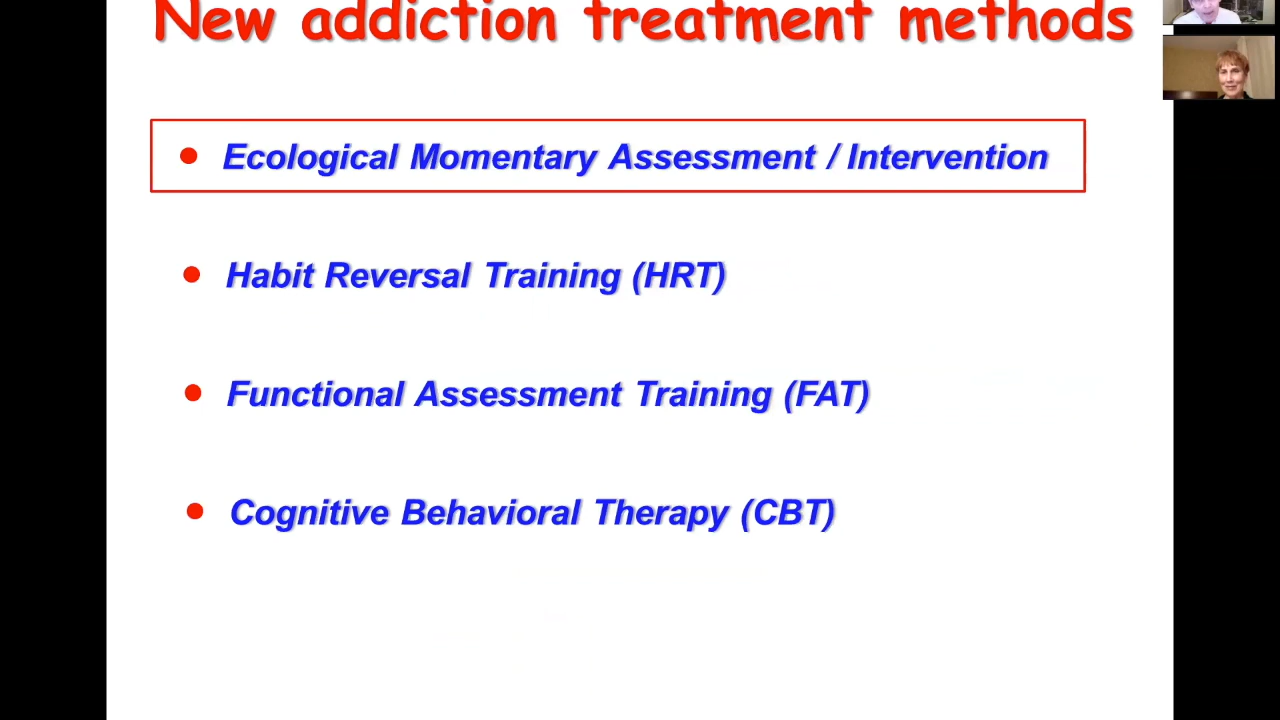 New addiction treatment methods
• Ecological Momentary Assessment / Intervention
• Habit Reversal Training (HRT)
• Functional Assessment Training (FAT)
• Cognitive Behavioral Therapy (CBT)